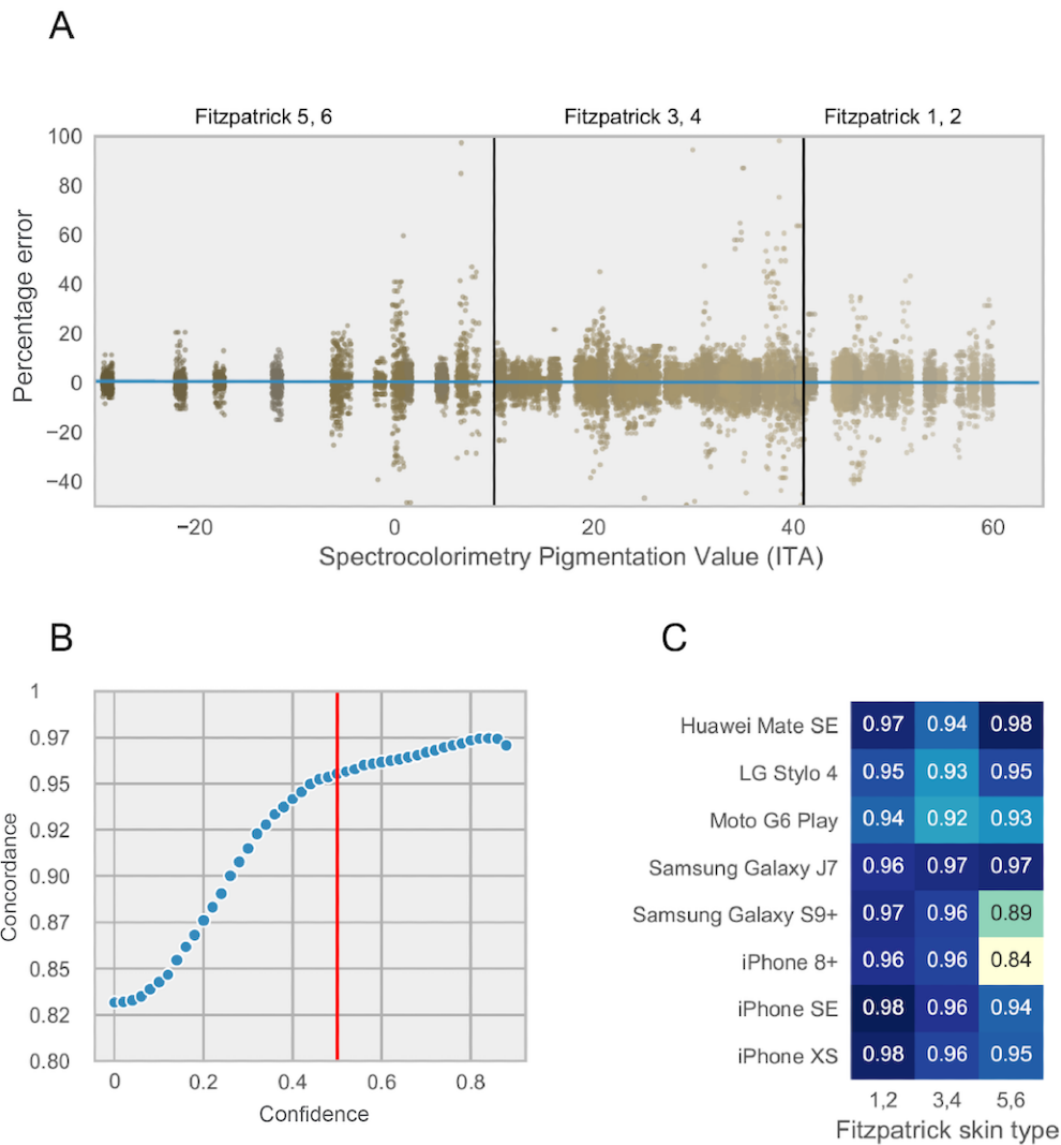 A
Fitzpatrick 5, 6
Fitzpatrick 3, 4
Fitzpatrick 1, 2
Percentage error
100
80
60
40
20
0
−20
−40
−20
0
20
40
60
Spectrocolorimetry Pigmentation Value (ITA)
B
Concordance
1
0.97
0.95
0.92
0.90
0.87
0.85
0.82
0.80
0
0.2
0.4
0.6
0.8
Confidence
C
Huawei Mate SE 0.97 0.94 0.98
LG Stylo 4 0.95 0.93 0.95
Moto G6 Play 0.94 0.92 0.93
Samsung Galaxy J7 0.96 0.97 0.97
Samsung Galaxy S9+ 0.97 0.96 0.89
iPhone 8+ 0.96 0.96 0.84
iPhone SE 0.98 0.96 0.94
iPhone XS 0.98 0.96 0.95
1,2 3,4 5,6
Fitzpatrick skin type